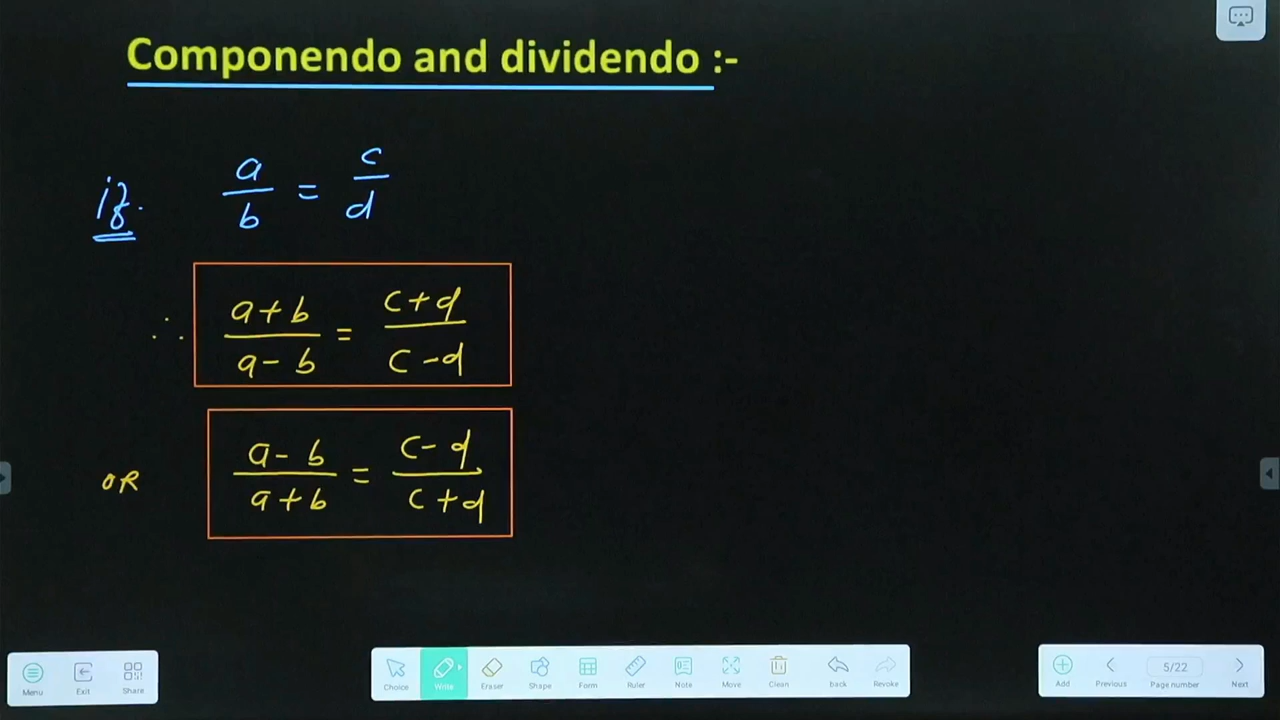 Componendo and dividendo :-
if. a/b = c/d
∴ a+b/a-b = c+d/c-d
OR a-b/a+b = c-d/c+d
Menu Exit Share Choice Write Eraser Shape Form Ruler Note Move Clean back Revoke Add Previous 5/22 Page number Next